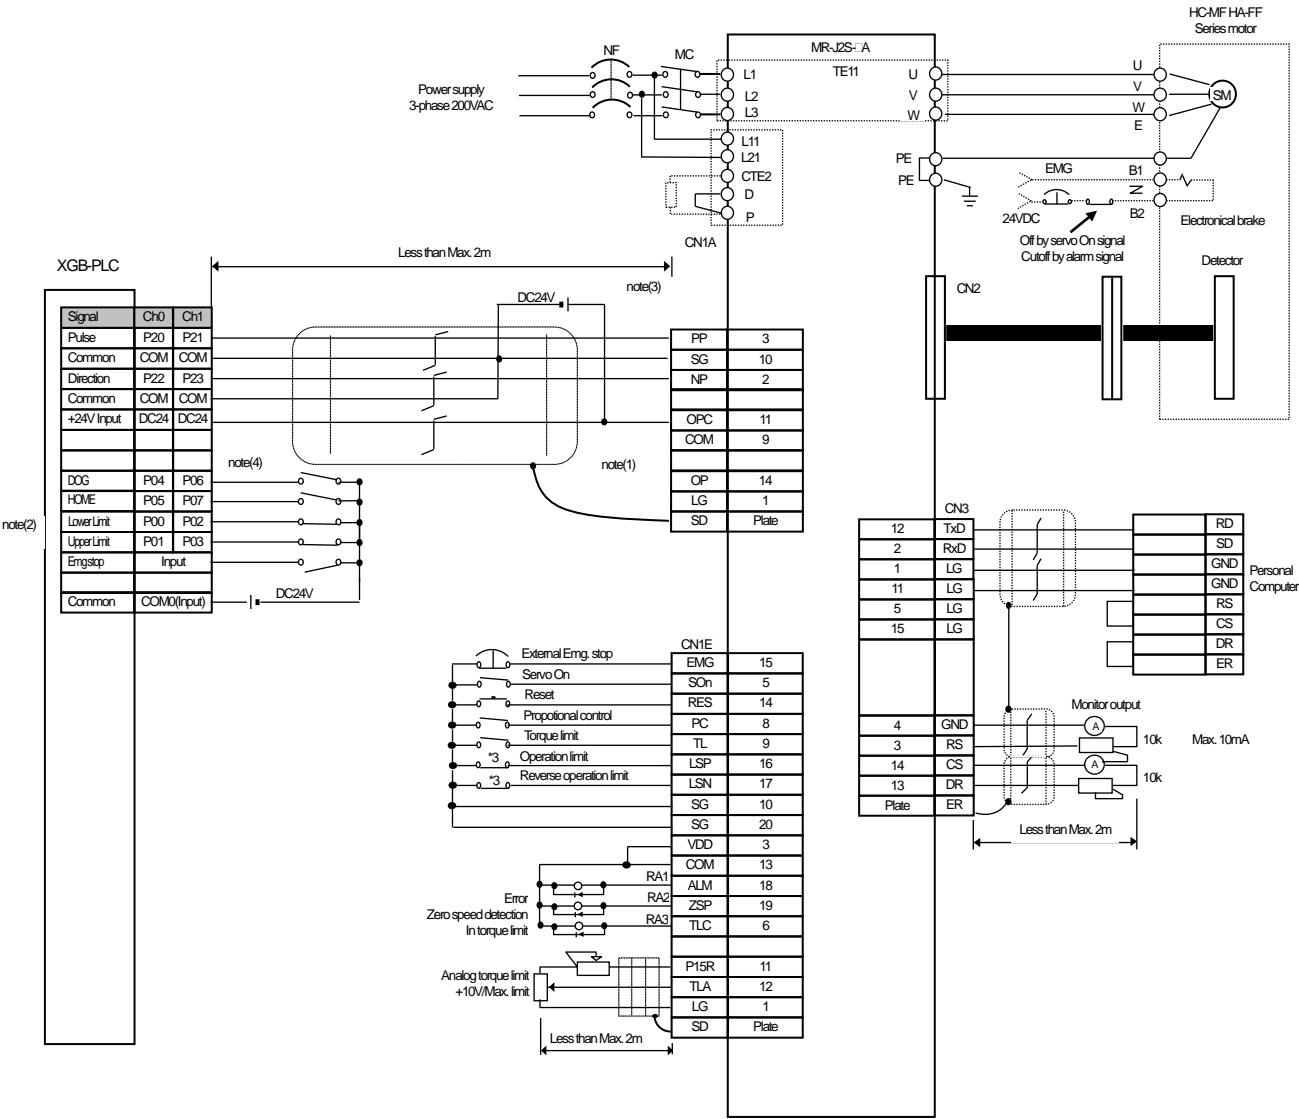 HC-MF HA-FF
Series motor
MR-J2S-□A
TE11
NF
MC
Power supply
3-phase 200VAC
L1
L2
L3
L11
L21
CTE2
D
P
U
V
W
PE
PE
U
V
W
E
SM
EMG
B1
Z
B2
24VDC
Electronical brake
Off by servo On signal
Cutoff by alarm signal
Detector
CN1A
CN2
XGB-PLC
Less than Max. 2m
note(3)
DC24V
Signal Ch0 Ch1
Pulse P20 P21
Common COM COM
Direction P22 P23
Common COM COM
+24V Input DC24 DC24
DOG P04 P06
HOME P05 P07
Lower Limit P00 P02
Upper Limit P01 P03
Emg stop Input
Common COM0(Input)
note(4)
note(1)
note(2)
DC24V
PP 3
SG 10
NP 2
OPC 11
COM 9
OP 14
LG 1
SD Plate
CN3
12 TxD
2 RxD
1 LG
11 LG
5 LG
15 LG
4 GND
3 RS
14 CS
13 DR
Plate ER
RD
SD
GND
GND
RS
CS
DR
ER
Personal
Computer
Monitor output
A
10k
Max. 10mA
A
10k
Less than Max. 2m
CN1E
External Emg. stop
Servo On
Reset
Propotional control
Torque limit
*3 Operation limit
*3 Reverse operation limit
EMG 15
SOn 5
RES 14
PC 8
TL 9
LSP 16
LSN 17
SG 10
SG 20
VDD 3
COM 13
RA1 ALM 18
RA2 ZSP 19
RA3 TLC 6
Error
Zero speed detection
In torque limit
P15R 11
TLA 12
LG 1
SD Plate
Analog torque limit
+10V/Max. limit
Less than Max. 2m